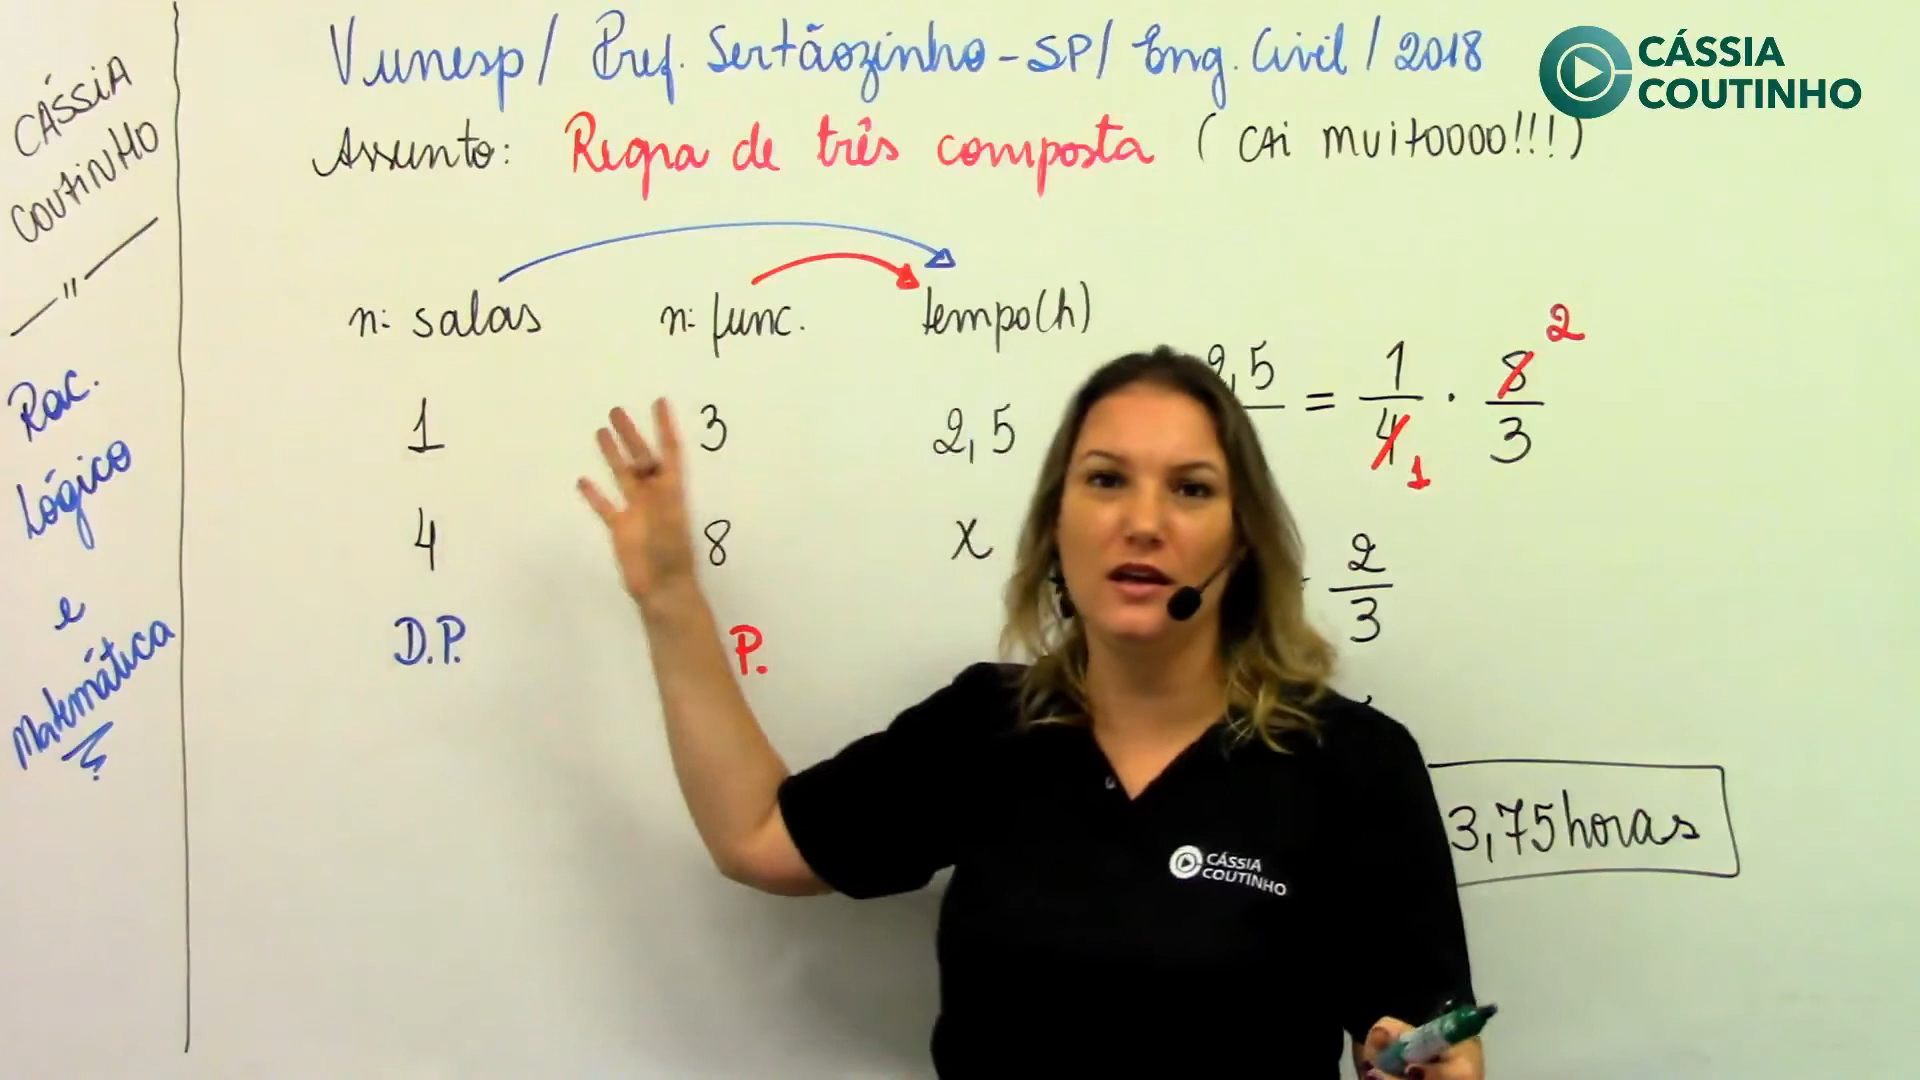 Vunesp / Pref. Sertãozinho - SP / Eng. Civil / 2018
Assunto: Regra de três composta ( CAi MUITOOOO!!! )
CÁSSIA
COUTINHO
CÁSSiA
COUTiNHO
"
Rac.
Lógico
e
Matemática
n: salas n: func. tempo(h)
1 3 2,5
4 8 x
D.P. P.
2,5 = 1/4 1 . 8/3 2
2/3
3,75 horas
CÁSSIA
COUTINHO